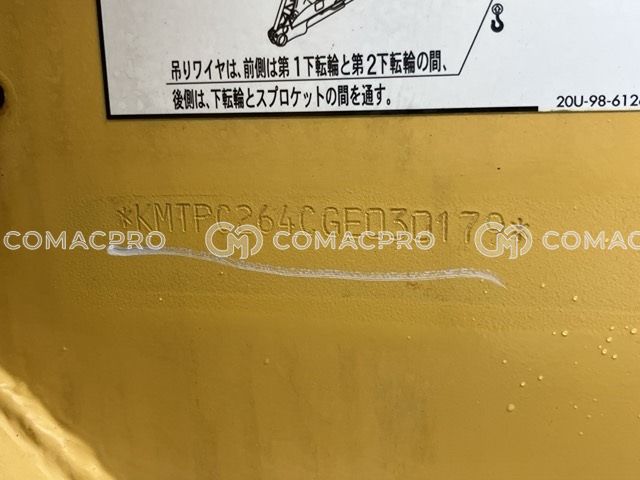 吊りワイヤは、前側は第1下転輪と第2下転輪の間、
後側は、下転輪とスプロケットの間を通す。
20U-98-612
*KMTPC264CGE030170*
COMACPRO COMACPRO COMACPRO